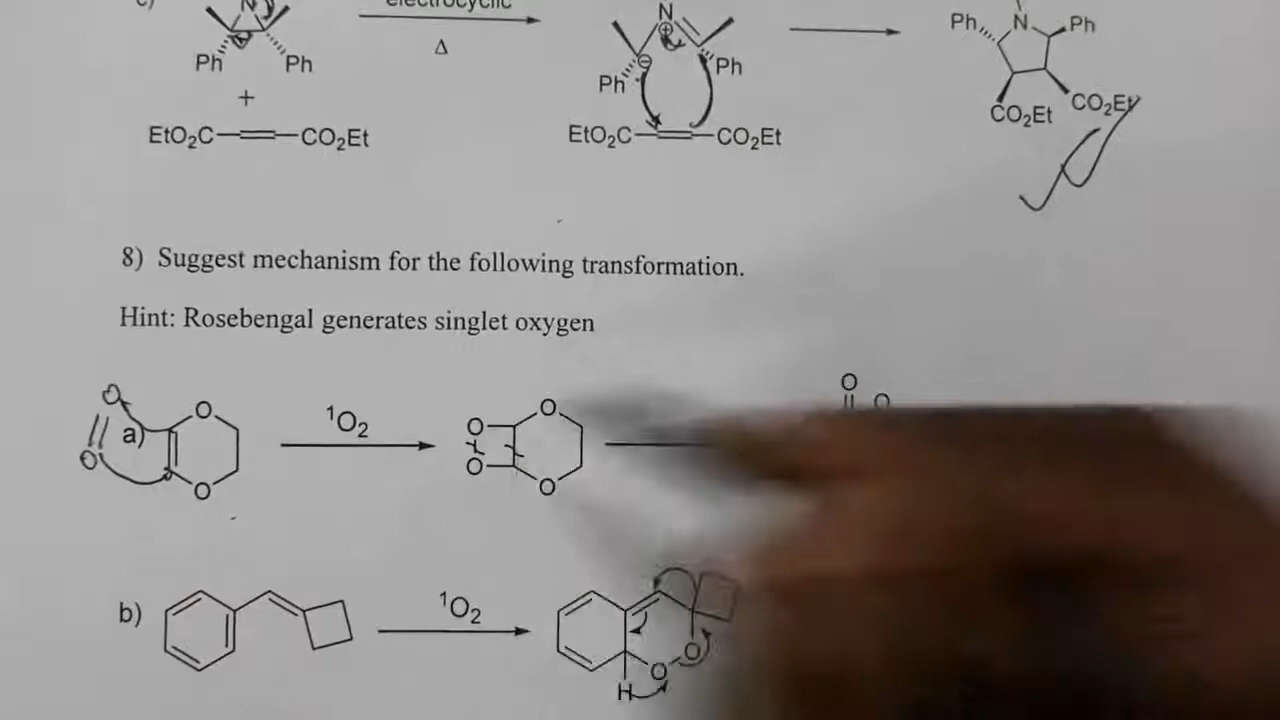 N N N
Ph Ph Δ Ph Ph Ph Ph
+
CO₂Et CO₂Et
EtO₂C CO₂Et EtO₂C CO₂Et
8) Suggest mechanism for the following transformation.
Hint: Rosebengal generates singlet oxygen
O O a) O O ¹O₂ O O O O O O
b) ¹O₂ O O H